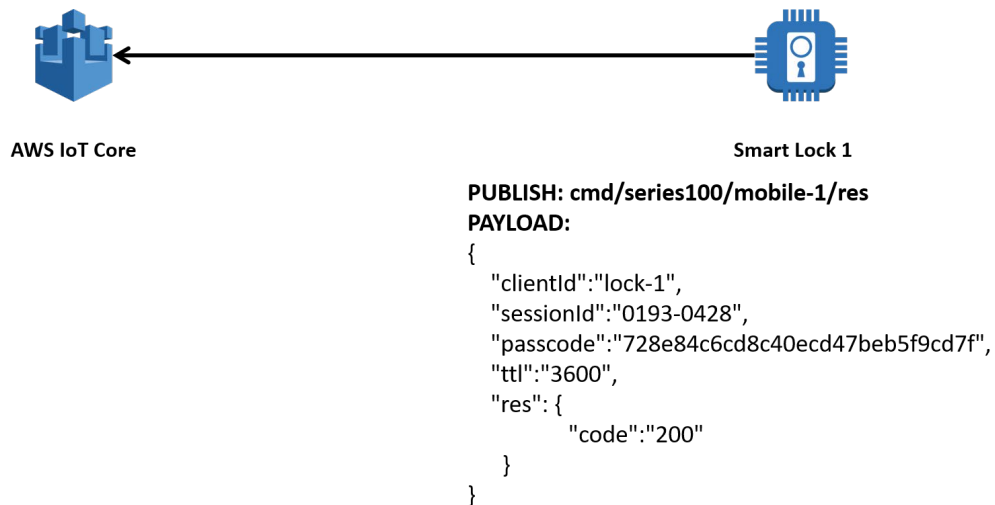 AWS IoT Core
Smart Lock 1
PUBLISH: cmd/series100/mobile-1/res
PAYLOAD:
{
"clientId":"lock-1",
"sessionId":"0193-0428",
"passcode":"728e84c6cd8c40ecd47beb5f9cd7f",
"ttl":"3600",
"res": {
"code":"200"
}
}